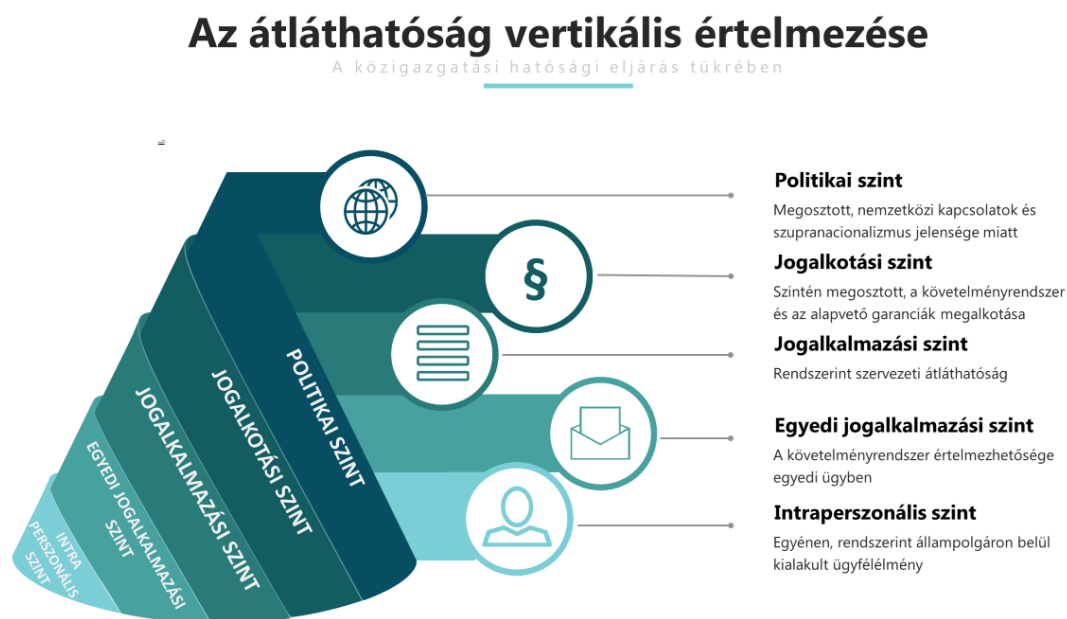 Az átláthatóság vertikális értelmezése
A közigazgatási hatósági eljárás tükrében
Politikai szint
Megosztott, nemzetközi kapcsolatok és
szupranacionalizmus jelensége miatt
§
Jogalkotási szint
Szintén megosztott, a követelményrendszer
és az alapvető garanciák megalkotása
Jogalkalmazási szint
Rendszerint szervezeti átláthatóság
Egyedi jogalkalmazási szint
A követelményrendszer értelmezhetősége
egyedi ügyben
Intraperszonális szint
Egyénen, rendszerint állampolgáron belül
kialakult ügyfélélmény
POLITIKAI SZINT
JOGALKOTÁSI SZINT
JOGALKALMAZÁSI SZINT
EGYEDI JOGALKALMAZÁSI
SZINT
INTRA
PERSZONÁLIS
SZINT